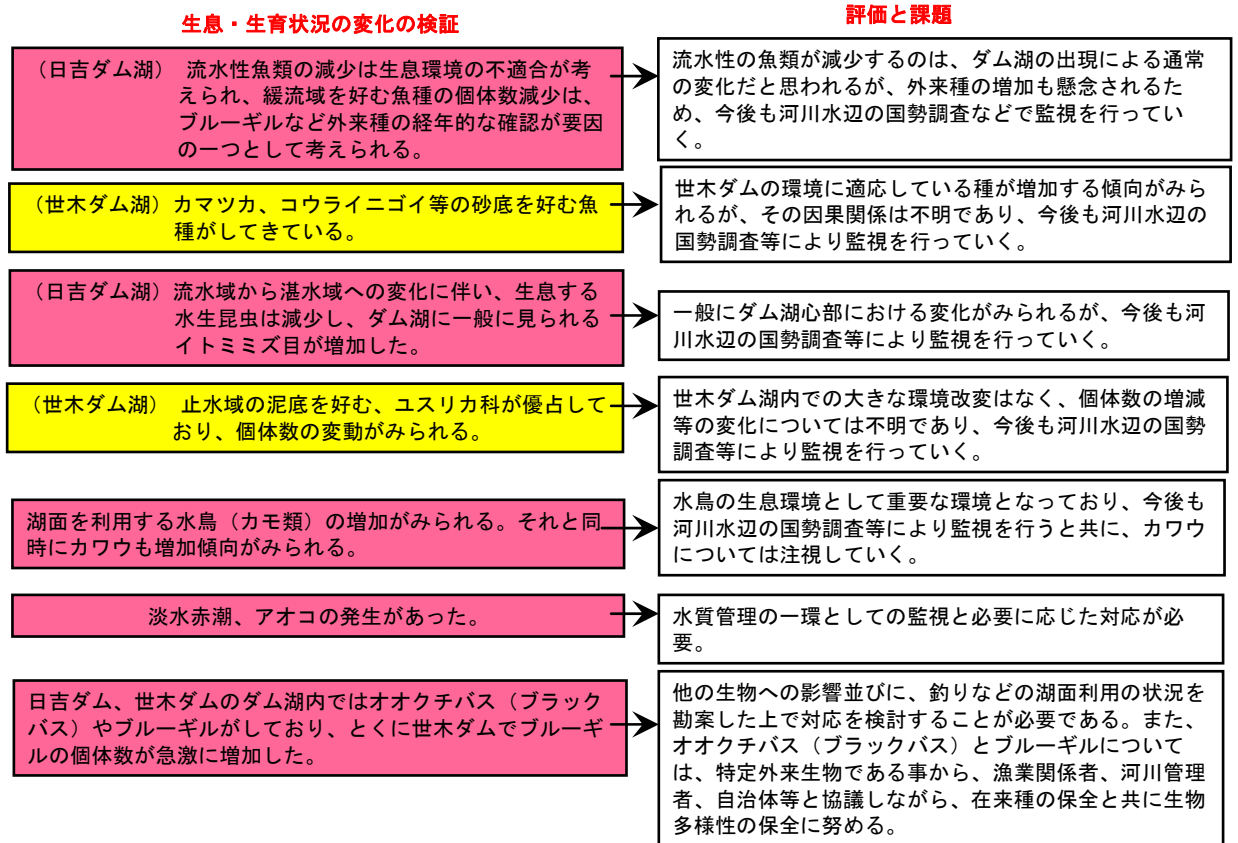 生息・生育状況の変化の検証
評価と課題
（日吉ダム湖）　流水性魚類の減少は生息環境の不適合が考
えられ、緩流域を好む魚種の個体数減少は、
ブルーギルなど外来種の経年的な確認が要因
の一つとして考えられる。
流水性の魚類が減少するのは、ダム湖の出現による通常
の変化だと思われるが、外来種の増加も懸念されるた
め、今後も河川水辺の国勢調査などで監視を行ってい
く。
（世木ダム湖）カマツカ、コウライニゴイ等の砂底を好む魚
種がしてきている。
世木ダムの環境に適応している種が増加する傾向がみら
れるが、その因果関係は不明であり、今後も河川水辺の
国勢調査等により監視を行っていく。
（日吉ダム湖）流水域から湛水域への変化に伴い、生息する
水生昆虫は減少し、ダム湖に一般に見られる
イトミミズ目が増加した。
一般にダム湖心部における変化がみられるが、今後も河
川水辺の国勢調査等により監視を行っていく。
（世木ダム湖）　止水域の泥底を好む、ユスリカ科が優占して
おり、個体数の変動がみられる。
世木ダム湖内での大きな環境改変はなく、個体数の増減
等の変化については不明であり、今後も河川水辺の国勢
調査等により監視を行っていく。
湖面を利用する水鳥（カモ類）の増加がみられる。それと同
時にカワウも増加傾向がみられる。
水鳥の生息環境として重要な環境となっており、今後も
河川水辺の国勢調査等により監視を行うと共に、カワウ
については注視していく。
淡水赤潮、アオコの発生があった。
水質管理の一環としての監視と必要に応じた対応が必
要。
日吉ダム、世木ダムのダム湖内ではオオクチバス（ブラック
バス）やブルーギルがしており、とくに世木ダムでブルーギ
ルの個体数が急激に増加した。
他の生物への影響並びに、釣りなどの湖面利用の状況を
勘案した上で対応を検討することが必要である。また、
オオクチバス（ブラックバス）とブルーギルについて
は、特定外来生物である事から、漁業関係者、河川管理
者、自治体等と協議しながら、在来種の保全と共に生物
多様性の保全に努める。